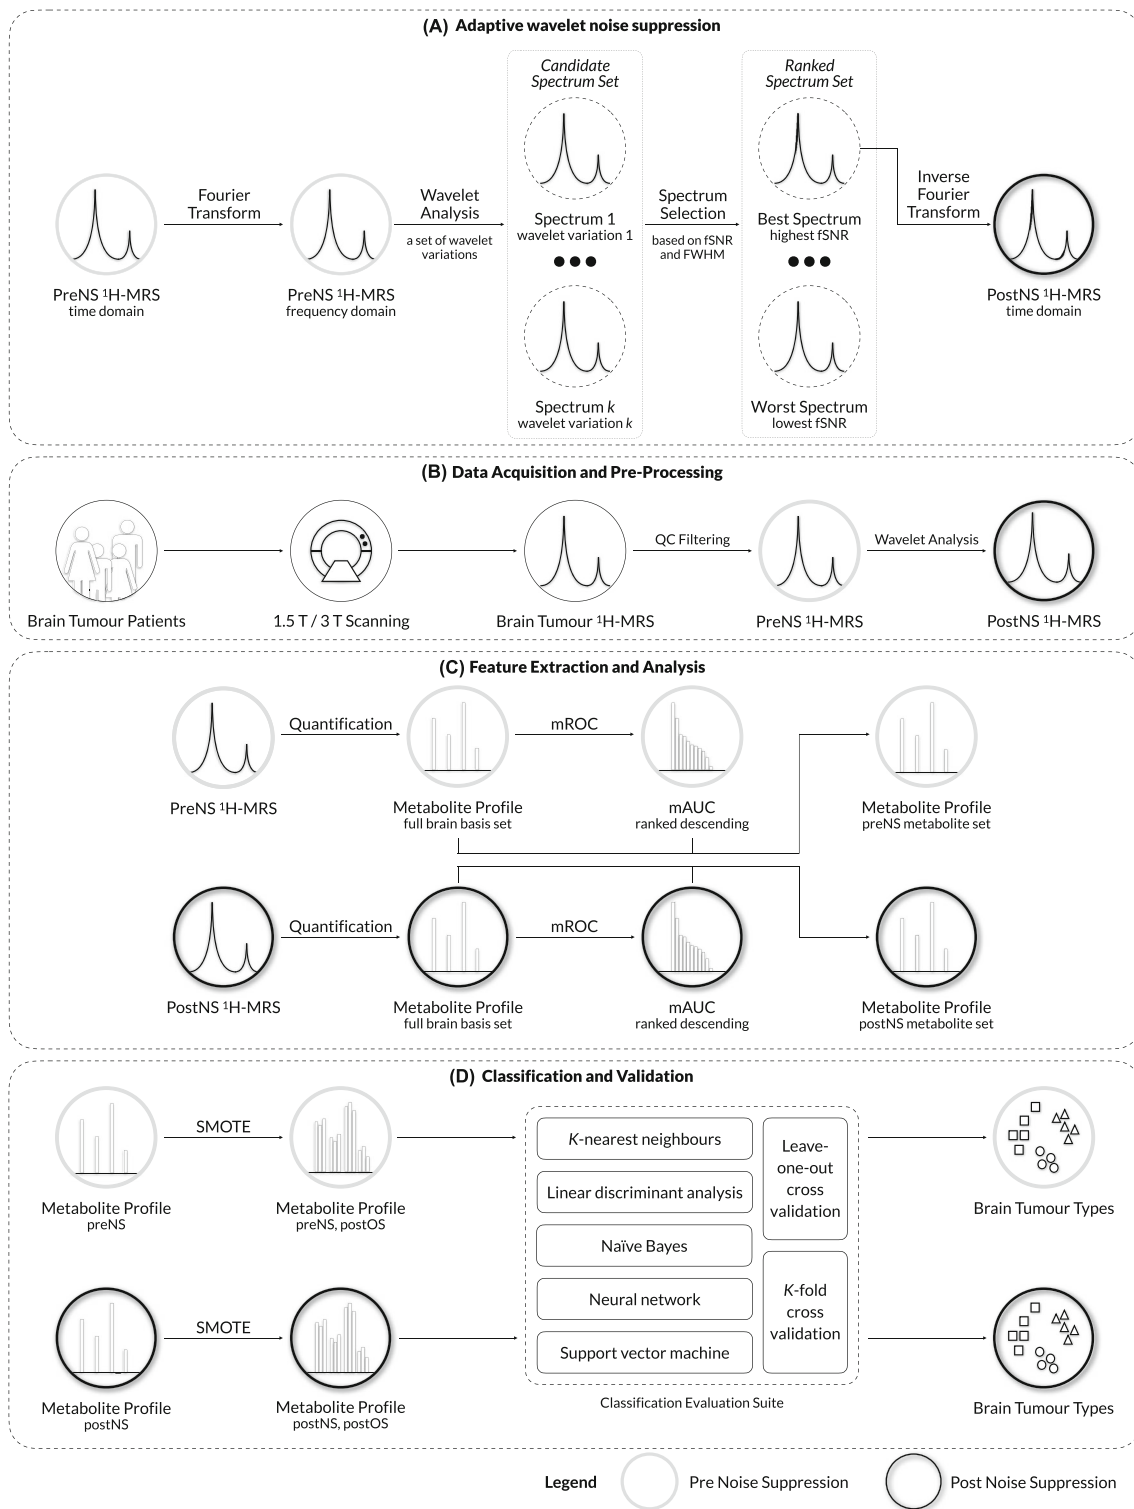 (A) Adaptive wavelet noise suppression
Candidate
Spectrum Set
Ranked
Spectrum Set
Fourier
Transform
Wavelet
Analysis
a set of wavelet
variations
Spectrum 1
wavelet variation 1
Spectrum
Selection
based on fSNR
and FWHM
Best Spectrum
highest fSNR
Inverse
Fourier
Transform
PreNS ¹H-MRS
time domain
PreNS ¹H-MRS
frequency domain
PostNS ¹H-MRS
time domain
Spectrum k
wavelet variation k
Worst Spectrum
lowest fSNR
(B) Data Acquisition and Pre-Processing
QC Filtering
Wavelet Analysis
Brain Tumour Patients
1.5 T / 3 T Scanning
Brain Tumour ¹H-MRS
PreNS ¹H-MRS
PostNS ¹H-MRS
(C) Feature Extraction and Analysis
Quantification
mROC
PreNS ¹H-MRS
Metabolite Profile
full brain basis set
mAUC
ranked descending
Metabolite Profile
preNS metabolite set
Quantification
mROC
PostNS ¹H-MRS
Metabolite Profile
full brain basis set
mAUC
ranked descending
Metabolite Profile
postNS metabolite set
(D) Classification and Validation
SMOTE
Metabolite Profile
preNS
Metabolite Profile
preNS, postOS
K-nearest neighbours
Linear discriminant analysis
Naïve Bayes
Neural network
Support vector machine
Leave-
one-out
cross
validation
K-fold
cross
validation
Classification Evaluation Suite
Brain Tumour Types
SMOTE
Metabolite Profile
postNS
Metabolite Profile
postNS, postOS
Brain Tumour Types
Legend
Pre Noise Suppression
Post Noise Suppression